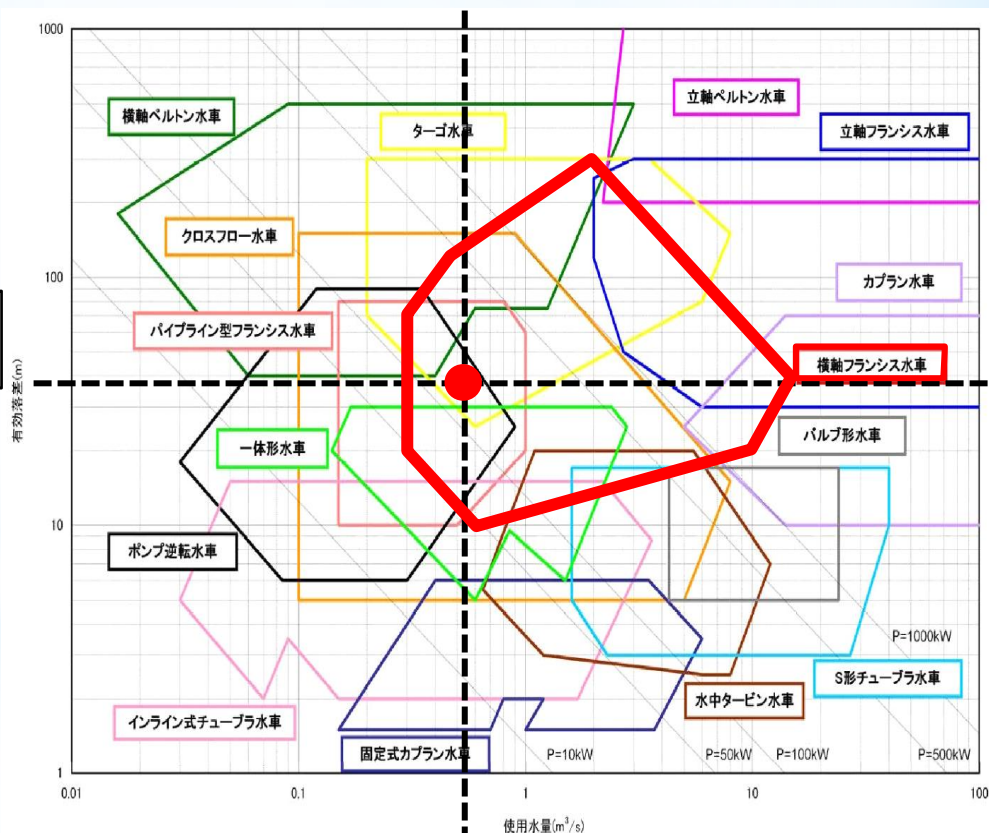 1000
横軸ペルトン水車
ターゴ水車
立軸ペルトン水車
立軸フランシス水車
クロスフロー水車
100
カプラン水車
パイプライン型フランシス水車
横軸フランシス水車
有効落差(m)
一体形水車
バルブ形水車
10
ポンプ逆転水車
P=1000kW
S形チューブラ水車
水中タービン水車
インライン式チューブラ水車
固定式カプラン水車
P=10kW
P=50kW
P=100kW
P=500kW
1
0.01
0.1
1
10
100
使用水量(m³/s)